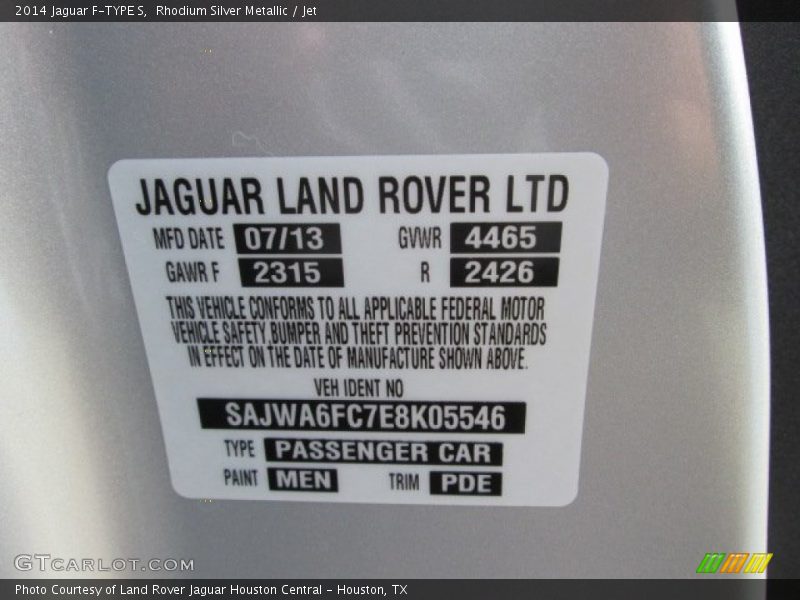 2014 Jaguar F-TYPE S,  Rhodium Silver Metallic / Jet
JAGUAR LAND ROVER LTD
MFD DATE 07/13 GVWR 4465
GAWR F 2315 R 2426
THIS VEHICLE CONFORMS TO ALL APPLICABLE FEDERAL MOTOR
VEHICLE SAFETY,BUMPER AND THEFT PREVENTION STANDARDS
IN EFFECT ON THE DATE OF MANUFACTURE SHOWN ABOVE.
VEH IDENT NO
SAJWA6FC7E8K05546
TYPE PASSENGER CAR
PAINT MEN TRIM PDE
GTCARLOT.COM
Photo Courtesy of Land Rover Jaguar Houston Central - Houston, TX